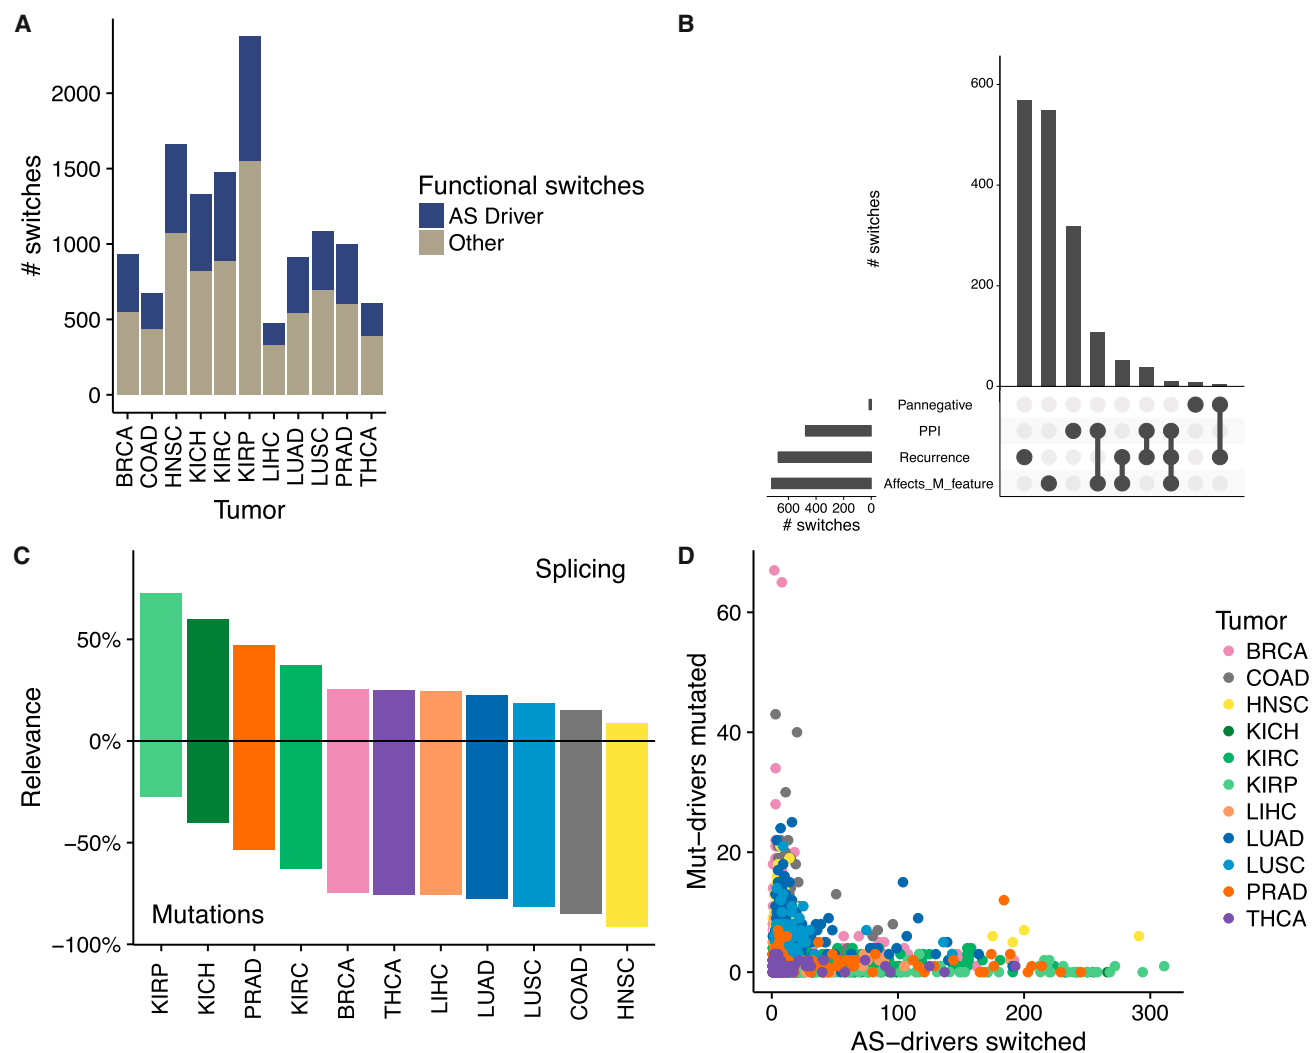 A
# switches
2000
1500
1000
500
0
BRCA
COAD
HNSC
KICH
KIRC
KIRP
LIHC
LUAD
LUSC
PRAD
THCA
Tumor
Functional switches
AS Driver
Other
B
# switches
600
400
200
0
Pannegative
PPI
Recurrence
Affects_M_feature
600 400 200 0
# switches
C
Relevance
50%
0%
−50%
−100%
Splicing
Mutations
KIRP
KICH
PRAD
KIRC
BRCA
THCA
LIHC
LUAD
LUSC
COAD
HNSC
D
Mut−drivers mutated
60
40
20
0
0 100 200 300
AS−drivers switched
Tumor
BRCA
COAD
HNSC
KICH
KIRC
KIRP
LIHC
LUAD
LUSC
PRAD
THCA